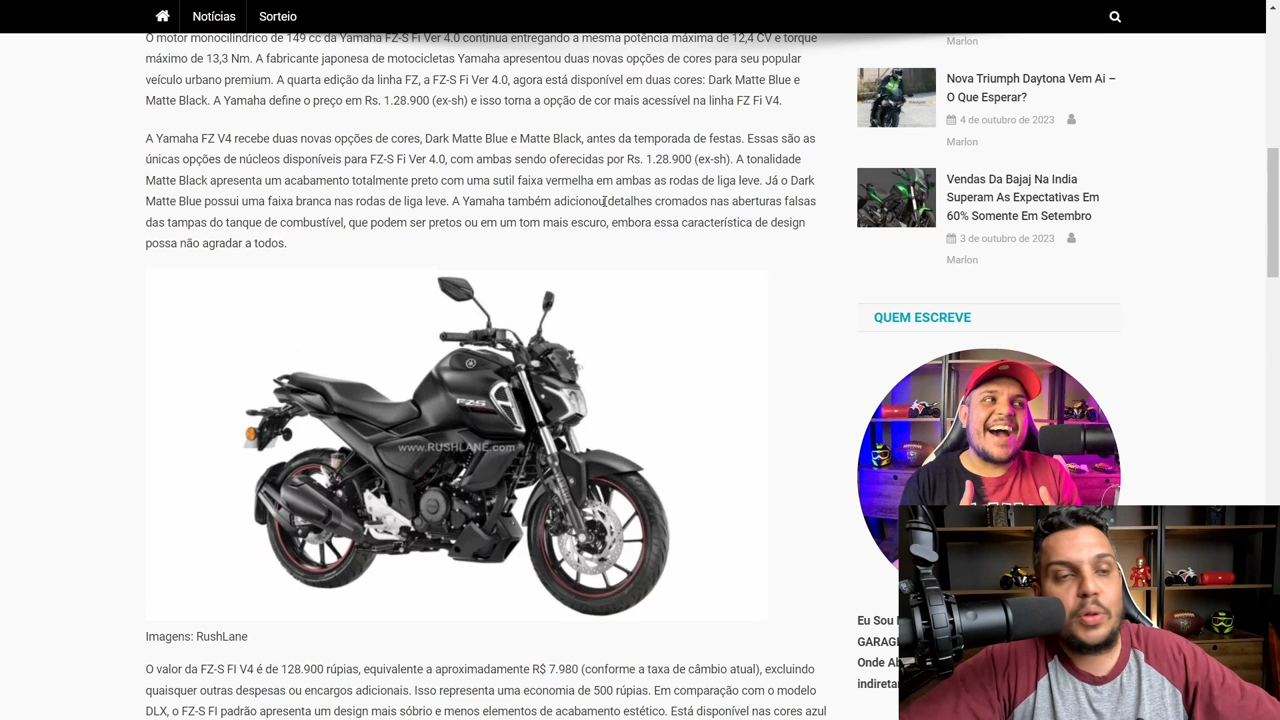 Notícias
Sorteio
O motor monocilíndrico de 149 cc da Yamaha FZ-S Fi Ver 4.0 continua entregando a mesma potência máxima de 12,4 CV e torque
máximo de 13,3 Nm. A fabricante japonesa de motocicletas Yamaha apresentou duas novas opções de cores para seu popular
veículo urbano premium. A quarta edição da linha FZ, a FZ-S Fi Ver 4.0, agora está disponível em duas cores: Dark Matte Blue e
Matte Black. A Yamaha define o preço em Rs. 1.28.900 (ex-sh) e isso torna a opção de cor mais acessível na linha FZ Fi V4.
A Yamaha FZ V4 recebe duas novas opções de cores, Dark Matte Blue e Matte Black, antes da temporada de festas. Essas são as
únicas opções de núcleos disponíveis para FZ-S Fi Ver 4.0, com ambas sendo oferecidas por Rs. 1.28.900 (ex-sh). A tonalidade
Matte Black apresenta um acabamento totalmente preto com uma sutil faixa vermelha em ambas as rodas de liga leve. Já o Dark
Matte Blue possui uma faixa branca nas rodas de liga leve. A Yamaha também adicionou detalhes cromados nas aberturas falsas
das tampas do tanque de combustível, que podem ser pretos ou em um tom mais escuro, embora essa característica de design
possa não agradar a todos.
FZ-S
www.RUSHLANE.com
Imagens: RushLane
O valor da FZ-S FI V4 é de 128.900 rúpias, equivalente a aproximadamente R$ 7.980 (conforme a taxa de câmbio atual), excluindo
quaisquer outras despesas ou encargos adicionais. Isso representa uma economia de 500 rúpias. Em comparação com o modelo
DLX, o FZ-S FI padrão apresenta um design mais sóbrio e menos elementos de acabamento estético. Está disponível nas cores azul
Marlon
Nova Triumph Daytona Vem Ai –
O Que Esperar?
4 de outubro de 2023
Marlon
Vendas Da Bajaj Na India
Superam As Expectativas Em
60% Somente Em Setembro
3 de outubro de 2023
Marlon
QUEM ESCREVE
Eu Sou
GARAG
Onde
indireta